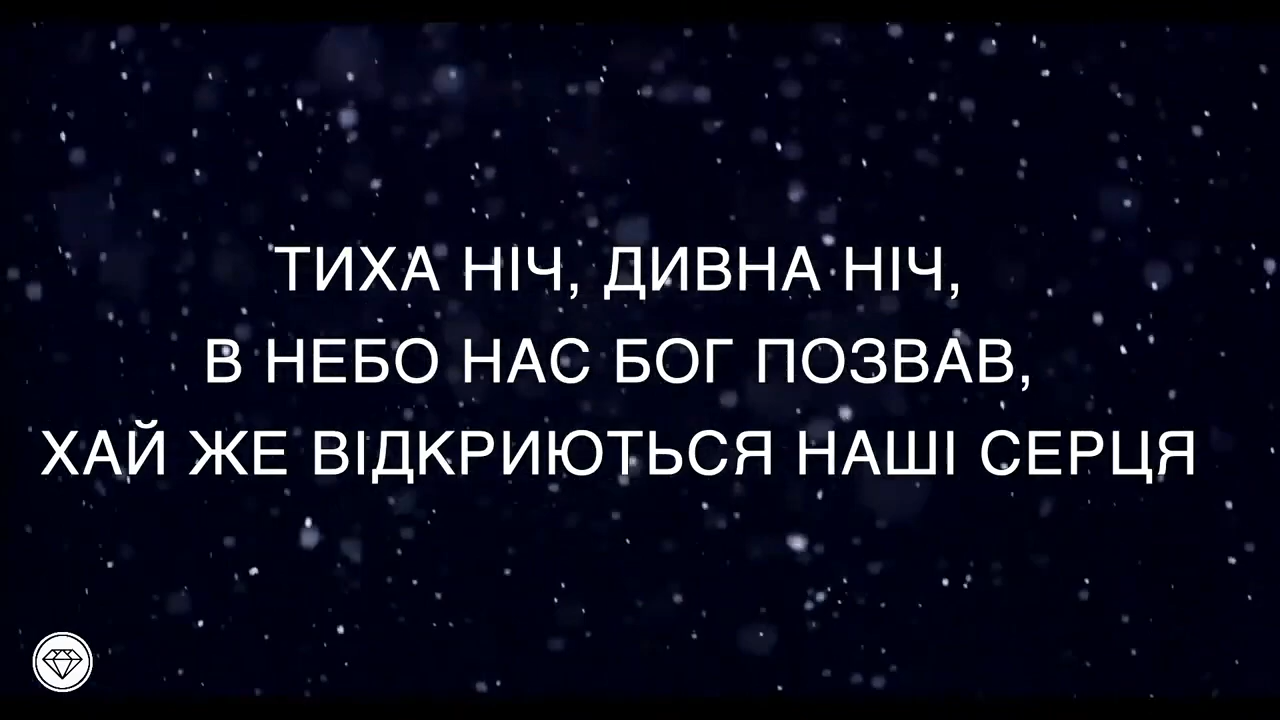 ТИХА НІЧ, ДИВНА НІЧ,
В НЕБО НАС БОГ ПОЗВАВ,
ХАЙ ЖЕ ВІДКРИЮТЬСЯ НАШІ СЕРЦЯ